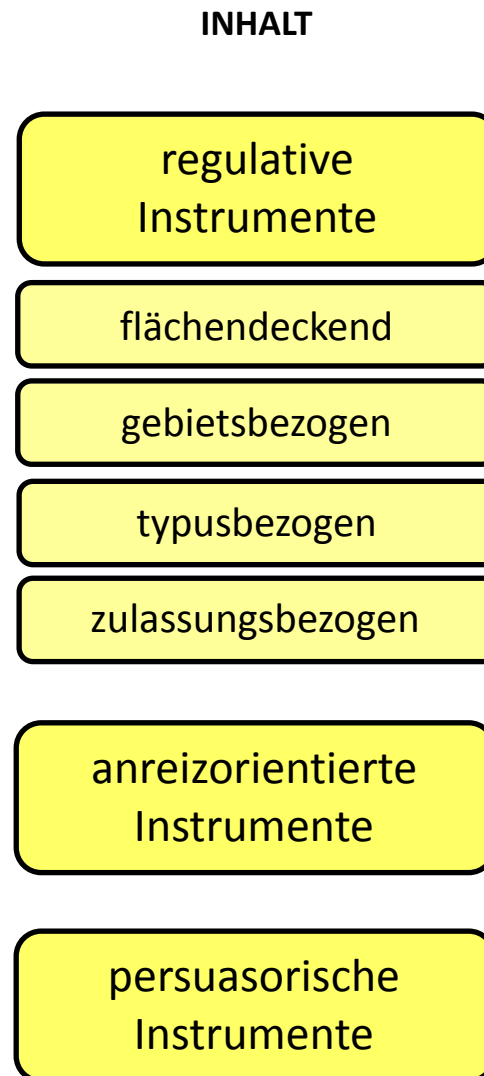 INHALT
regulative
Instrumente
flächendeckend
gebietsbezogen
typusbezogen
zulassungsbezogen
anreizorientierte
Instrumente
persuasorische
Instrumente